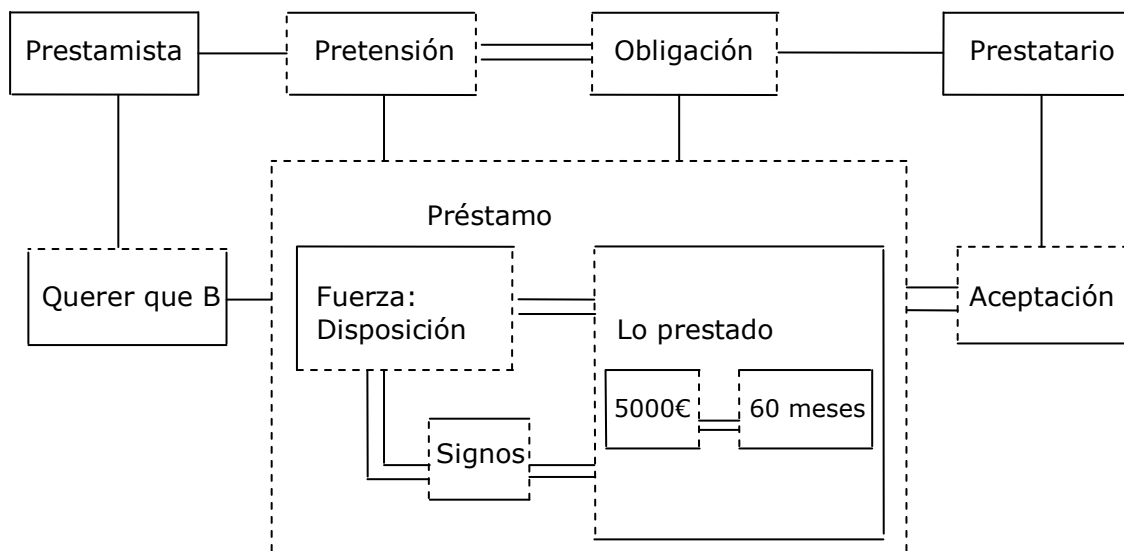 Prestamista
Pretensión
Obligación
Prestatario
Préstamo
Querer que B
Fuerza:
Disposición
Lo prestado
Aceptación
5000€
60 meses
Signos